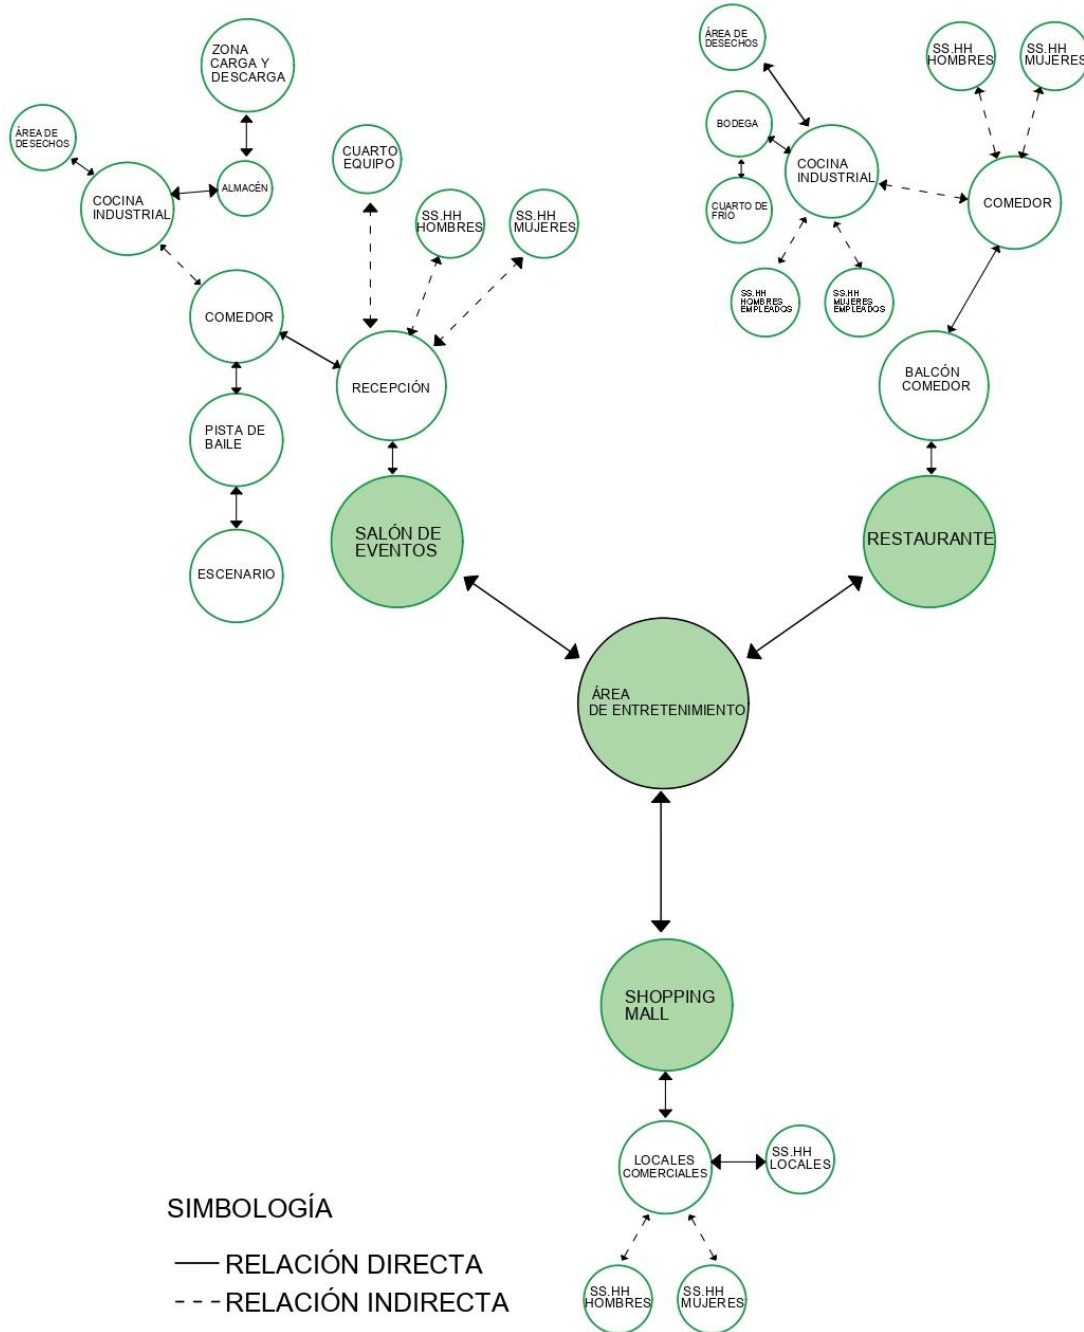 ZONA
CARGA Y
DESCARGA
ÁREA DE
DESECHOS
COCINA
INDUSTRIAL
ALMACÉN
CUARTO
EQUIPO
SS.HH
HOMBRES
SS.HH
MUJERES
COMEDOR
RECEPCIÓN
PISTA DE
BAILE
ESCENARIO
SALÓN DE
EVENTOS
ÁREA DE
DESECHOS
SS.HH
HOMBRES
SS.HH
MUJERES
BODEGA
COCINA
INDUSTRIAL
CUARTO DE
FRIO
COMEDOR
SS.HH
HOMBRES
EMPLEADOS
SS.HH
MUJERES
EMPLEADOS
BALCÓN
COMEDOR
RESTAURANTE
ÁREA
DE ENTRETENIMIENTO
SHOPPING
MALL
LOCALES
COMERCIALES
SS.HH
LOCALES
SS.HH
HOMBRES
SS.HH
MUJERES
SIMBOLOGÍA
RELACIÓN DIRECTA
RELACIÓN INDIRECTA